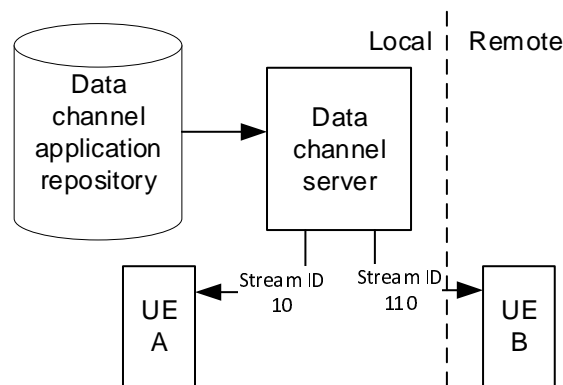 Local
Remote
Data
channel
application
repository
Data
channel
server
Stream ID
10
Stream ID
110
UE
A
UE
B